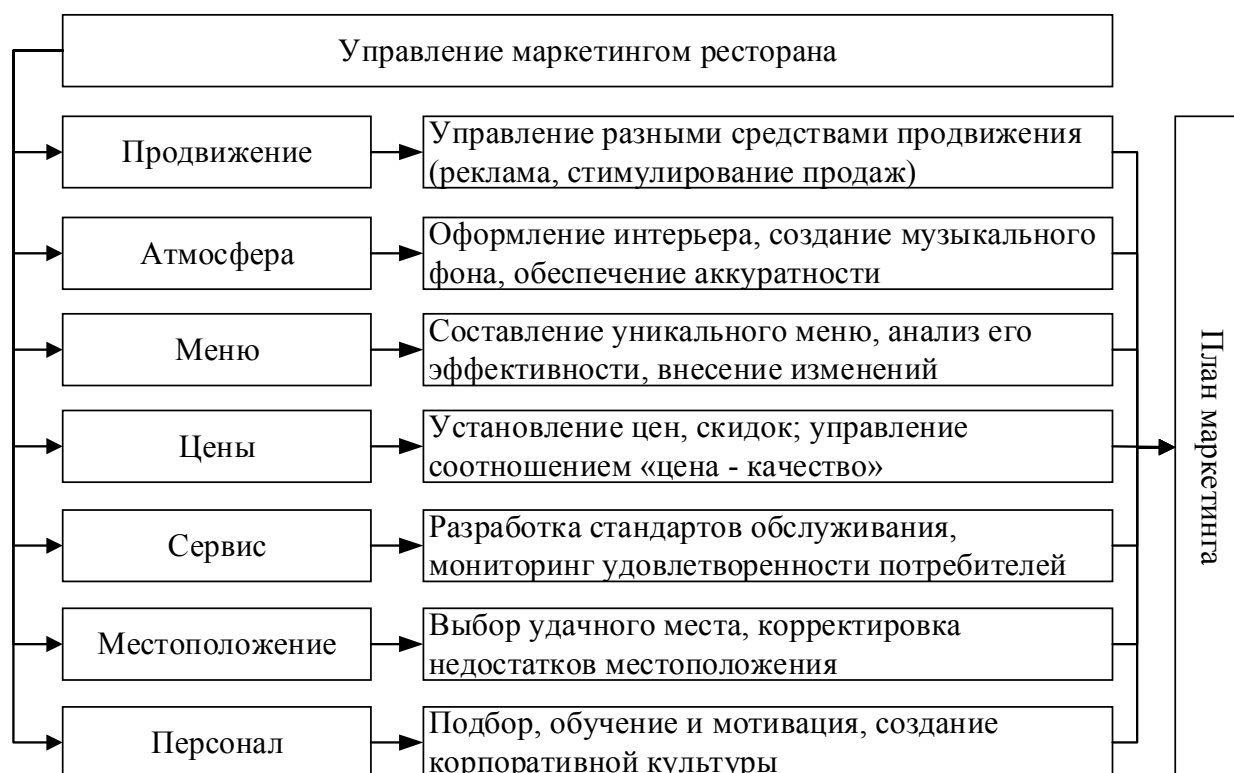 Управление маркетингом ресторана
Продвижение
Управление разными средствами продвижения
(реклама, стимулирование продаж)
Атмосфера
Оформление интерьера, создание музыкального
фона, обеспечение аккуратности
Меню
Составление уникального меню, анализ его
эффективности, внесение изменений
Цены
Установление цен, скидок; управление
соотношением «цена - качество»
Сервис
Разработка стандартов обслуживания,
мониторинг удовлетворенности потребителей
Местоположение
Выбор удачного места, корректировка
недостатков местоположения
Персонал
Подбор, обучение и мотивация, создание
корпоративной культуры
План маркетинга